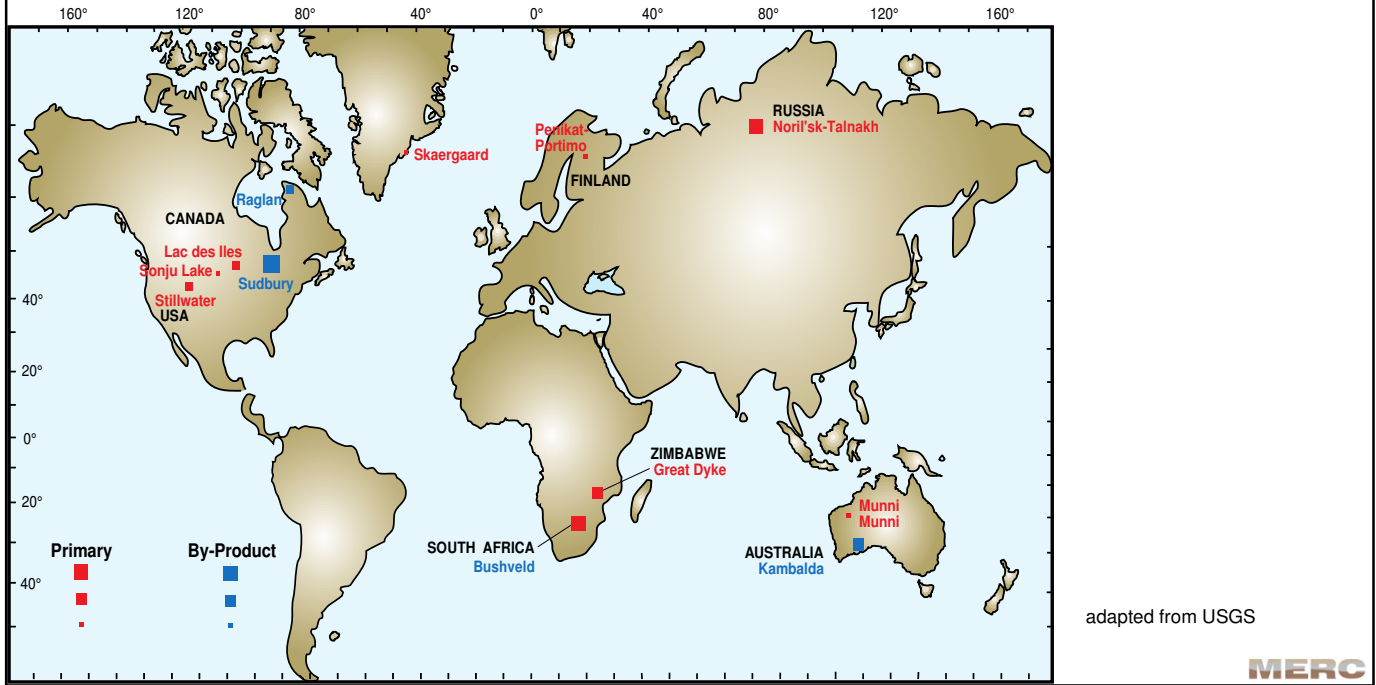 160° 120° 80° 40° 0° 40° 80° 120° 160°
RUSSIA
Noril'sk-Talnakh
Penikat-
Portimo
Skaergaard
FINLAND
Raglan
CANADA
Lac des Iles
Sonju Lake
Sudbury
Stillwater
USA
40°
20°
0°
20°
40°
ZIMBABWE
Great Dyke
SOUTH AFRICA
Bushveld
Munni
Munni
AUSTRALIA
Kambalda
Primary
By-Product
adapted from USGS
MERC